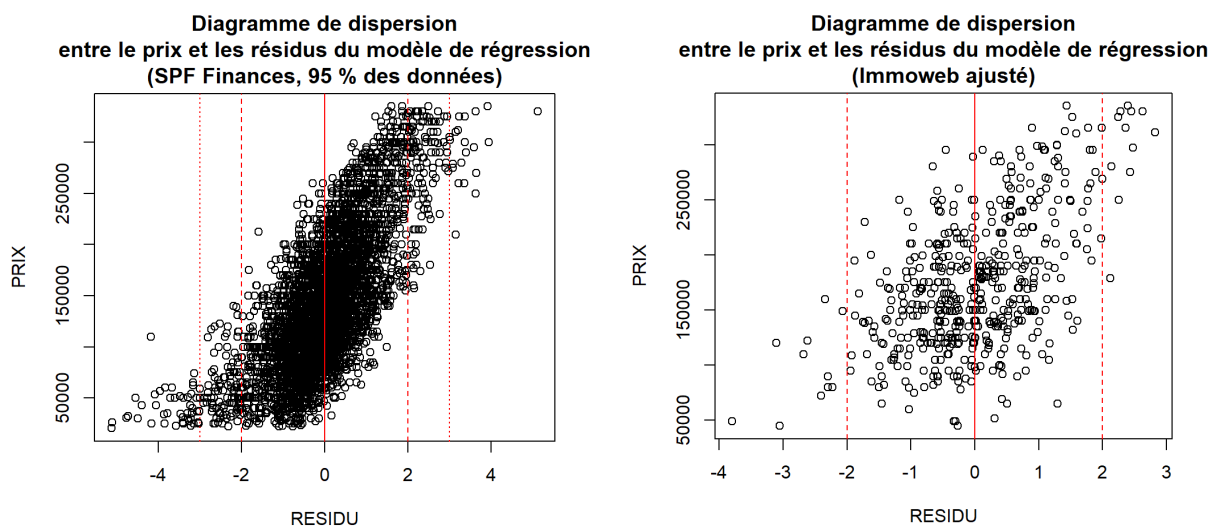 Diagramme de dispersion
entre le prix et les résidus du modèle de régression
(SPF Finances, 95 % des données)
PRIX
250000
150000
50000
-4
-2
0
2
4
RESIDU
Diagramme de dispersion
entre le prix et les résidus du modèle de régression
(Immoweb ajusté)
PRIX
250000
150000
50000
-4
-3
-2
-1
0
1
2
3
RESIDU